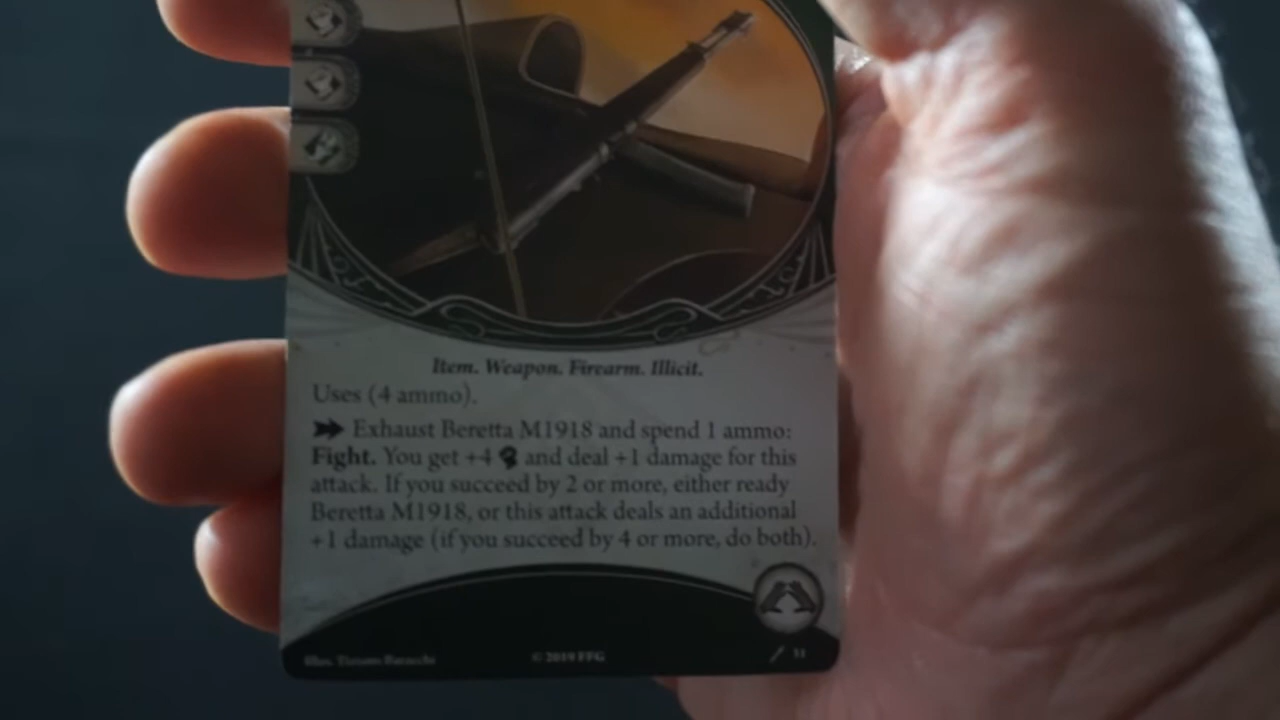 Item. Weapon. Firearm. Illicit.
Uses (4 ammo).
Exhaust Beretta M1918 and spend 1 ammo:
Fight. You get +4 and deal +1 damage for this
attack. If you succeed by 2 or more, either ready
Beretta M1918, or this attack deals an additional
+1 damage (if you succeed by 4 or more, do both).
Illus.
© 2019 FFG
31